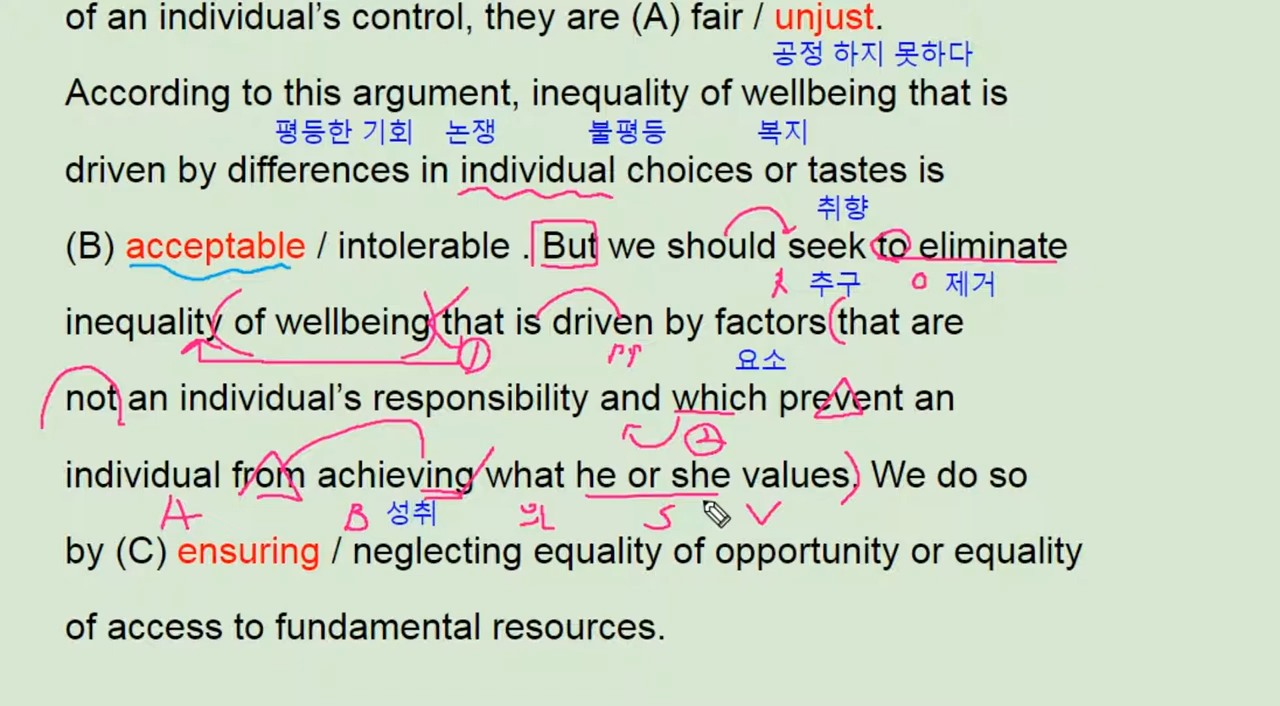 of an individual's control, they are (A) fair / unjust.
공정 하지 못하다
According to this argument, inequality of wellbeing that is
평등한 기회 논쟁 불평등 복지
driven by differences in individual choices or tastes is
취향
(B) acceptable / intolerable . But we should seek to eliminate
추구 제거
inequality of wellbeing that is driven by factors that are
① pp 요소
not an individual's responsibility and which prevent an
②
individual from achieving what he or she values. We do so
A B 성취 S V
by (C) ensuring / neglecting equality of opportunity or equality
of access to fundamental resources.